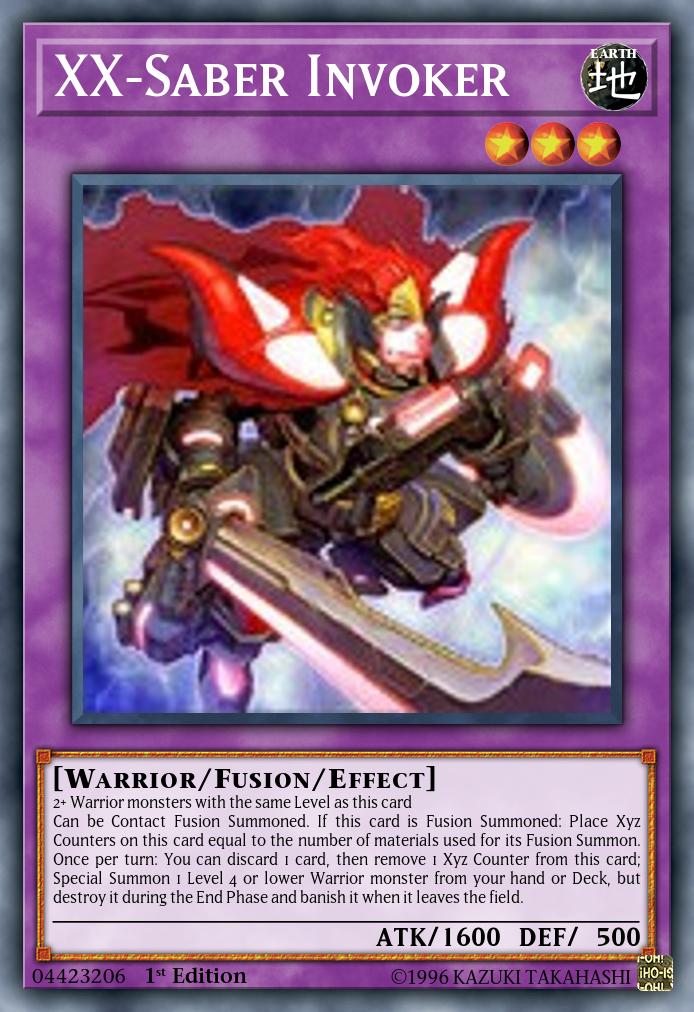 XX-Saber Invoker
EARTH
地
[Warrior/Fusion/Effect]
2+ Warrior monsters with the same Level as this card
Can be Contact Fusion Summoned. If this card is Fusion Summoned: Place Xyz
Counters on this card equal to the number of materials used for its Fusion Summon.
Once per turn: You can discard 1 card, then remove 1 Xyz Counter from this card;
Special Summon 1 Level 4 or lower Warrior monster from your hand or Deck, but
destroy it during the End Phase and banish it when it leaves the field.
ATK/1600 DEF/ 500
04423206 1st Edition ©1996 KAZUKI TAKAHASHI